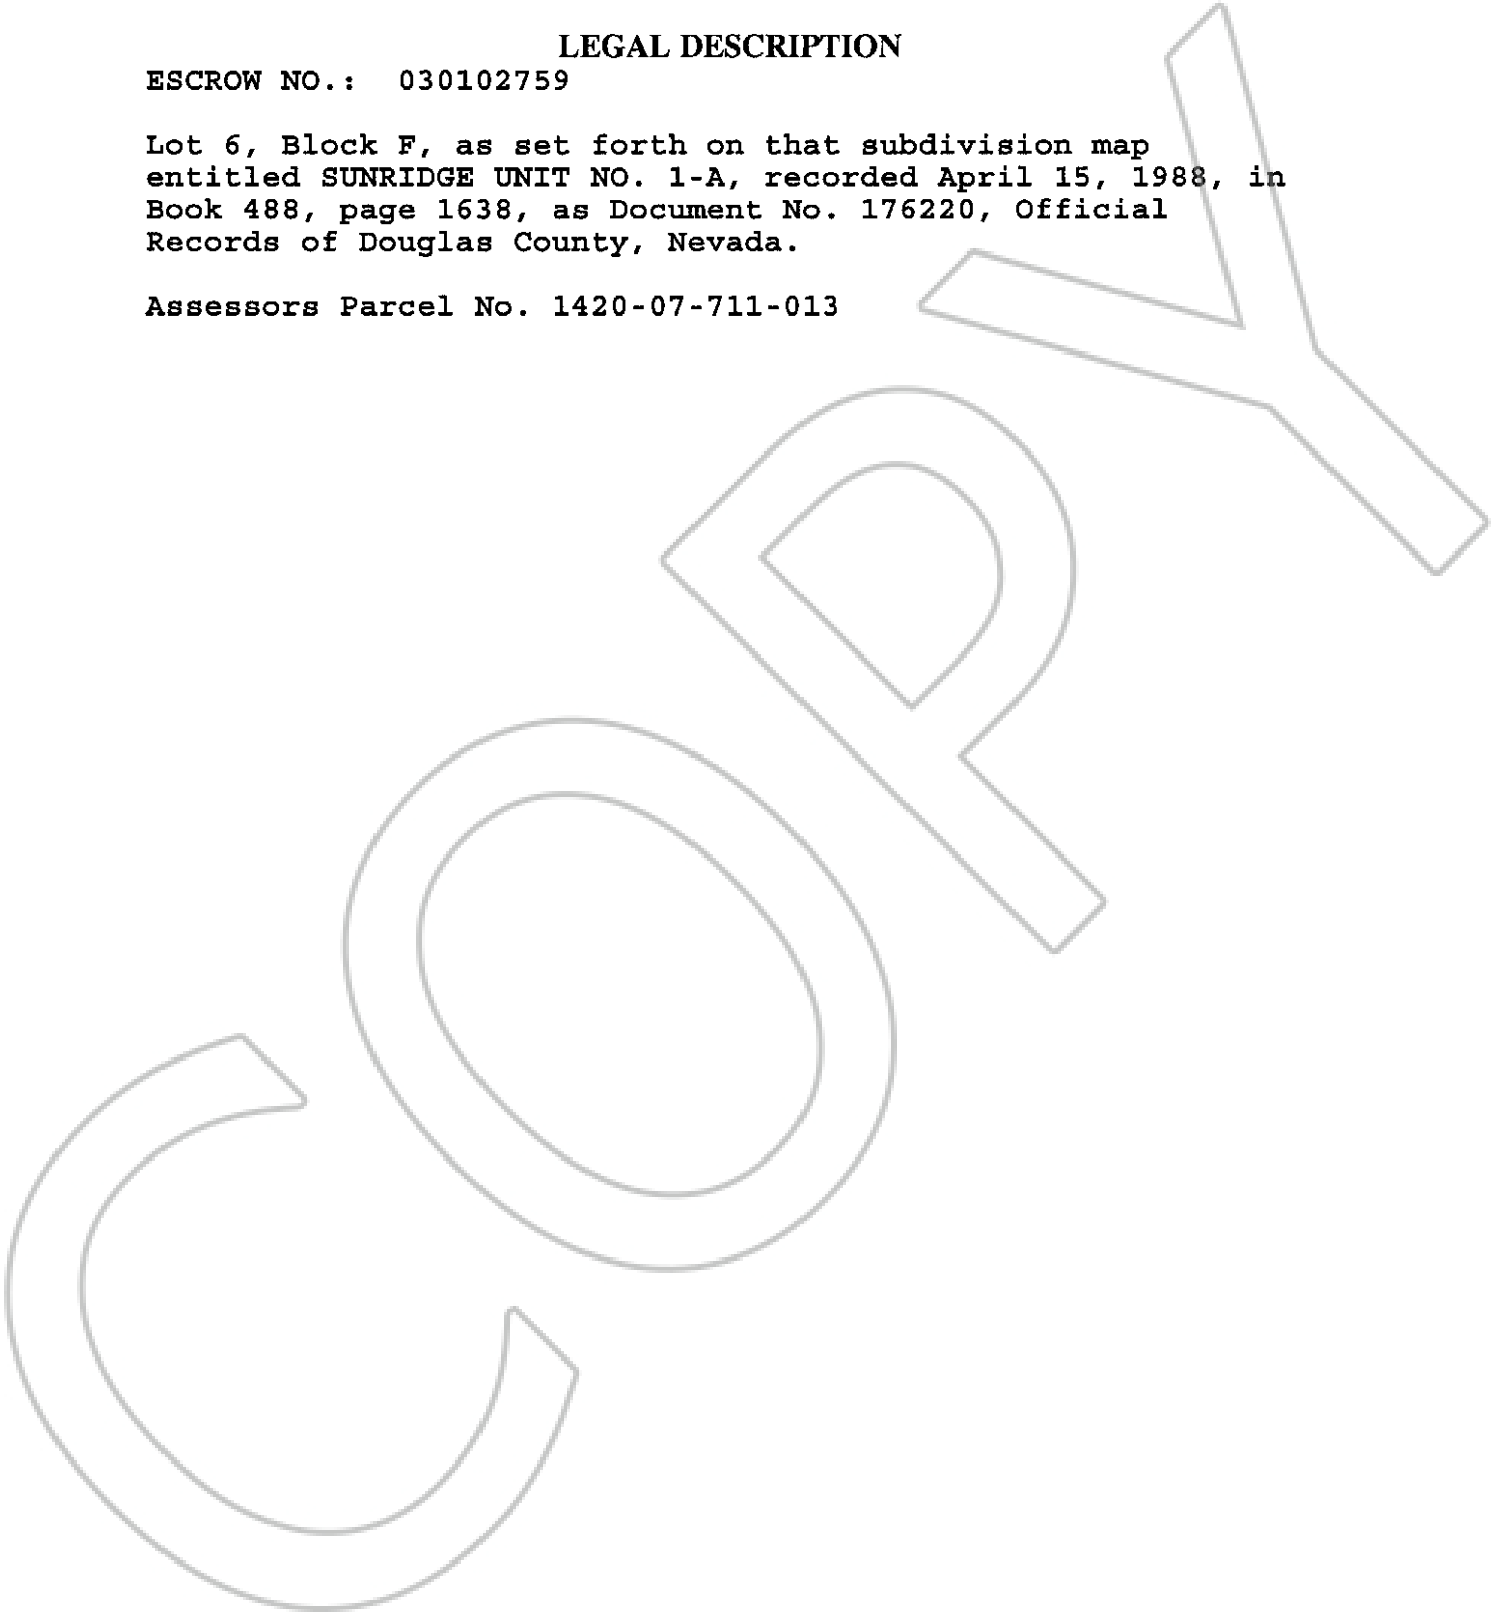 LEGAL DESCRIPTION
ESCROW NO.: 030102759
Lot 6, Block F, as set forth on that subdivision map
entitled SUNRIDGE UNIT NO. 1-A, recorded April 15, 1988, in
Book 488, page 1638, as Document No. 176220, Official
Records of Douglas County, Nevada.
Assessors Parcel No. 1420-07-711-013
COPY